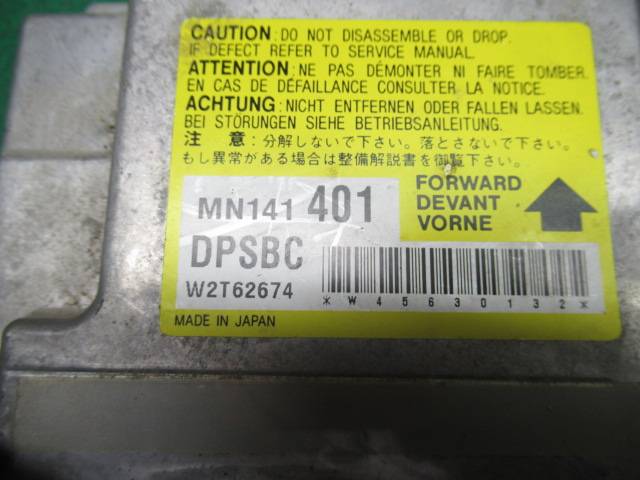 CAUTION:DO NOT DISASSEMBLE OR DROP.
IF DEFECT REFER TO SERVICE MANUAL.
ATTENTION:NE PAS DÉMONTER NI FAIRE TOMBER.
EN CAS DE DÉFAILLANCE CONSULTER LA NOTICE.
ACHTUNG:NICHT ENTFERNEN ODER FALLEN LASSEN.
BEI STÖRUNGEN SIEHE BETRIEBSANLEITUNG.
注 意:分解しないで下さい。落とさないで下さい。
もし異常がある場合は整備解説書を御覧下さい。
MN141 401
DPSBC
W2T62674
FORWARD
DEVANT
VORNE
*W45630132*
MADE IN JAPAN